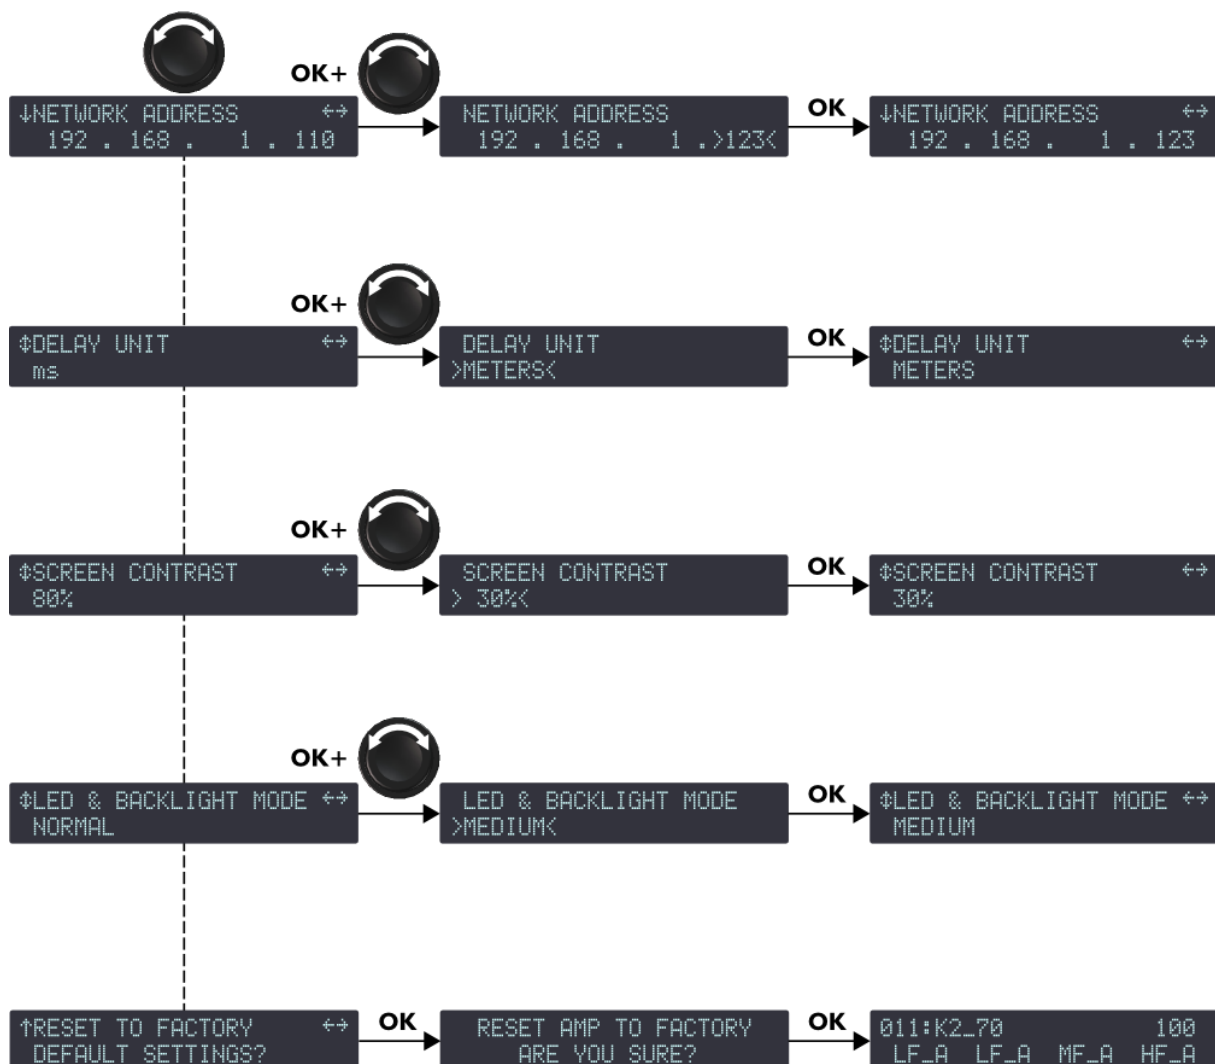 OK+
↓NETWORK ADDRESS ↔
192 . 168 . 1 . 110
NETWORK ADDRESS
192 . 168 . 1 .>123<
OK
↓NETWORK ADDRESS ↔
192 . 168 . 1 . 123
OK+
↕DELAY UNIT ↔
ms
DELAY UNIT
>METERS<
OK
↕DELAY UNIT ↔
METERS
OK+
↕SCREEN CONTRAST ↔
80%
SCREEN CONTRAST
> 30%<
OK
↕SCREEN CONTRAST ↔
30%
OK+
↕LED & BACKLIGHT MODE ↔
NORMAL
LED & BACKLIGHT MODE
>MEDIUM<
OK
↕LED & BACKLIGHT MODE ↔
MEDIUM
↑RESET TO FACTORY ↔
DEFAULT SETTINGS?
OK
RESET AMP TO FACTORY
ARE YOU SURE?
OK
011:K2_70 100
LF_A LF_A MF_A HF_A